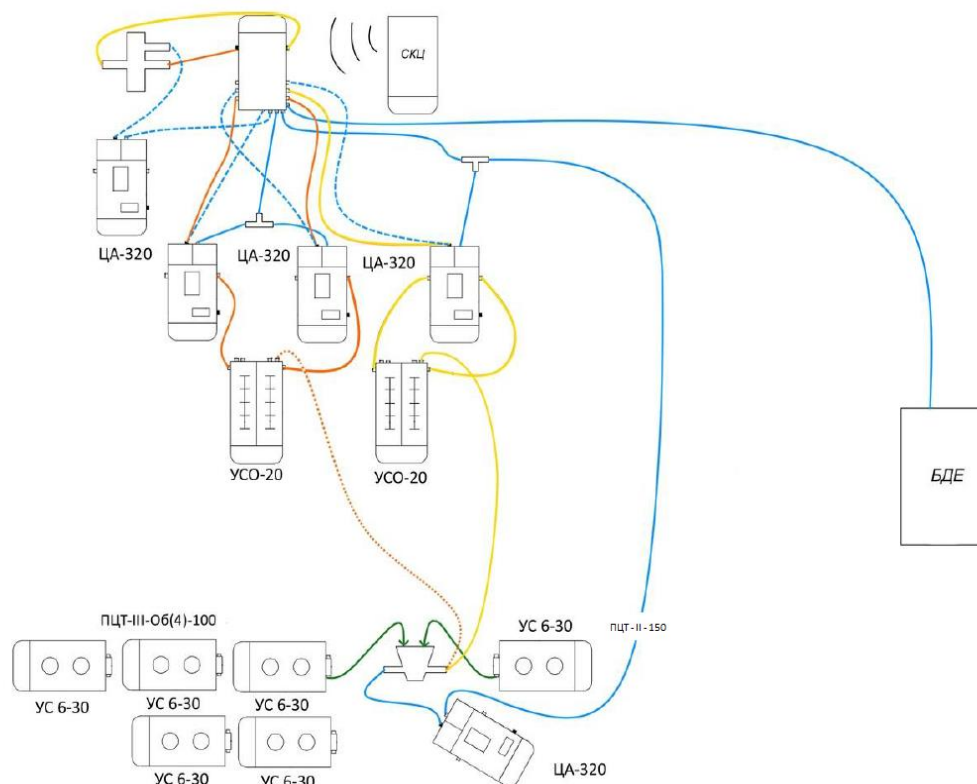 СКЦ
ЦА-320
ЦА-320
ЦА-320
УСО-20
УСО-20
БДЕ
ПЦТ-III-Об(4)-100
УС 6-30
ПЦТ - II - 150
УС 6-30
УС 6-30
УС 6-30
УС 6-30
УС 6-30
ЦА-320